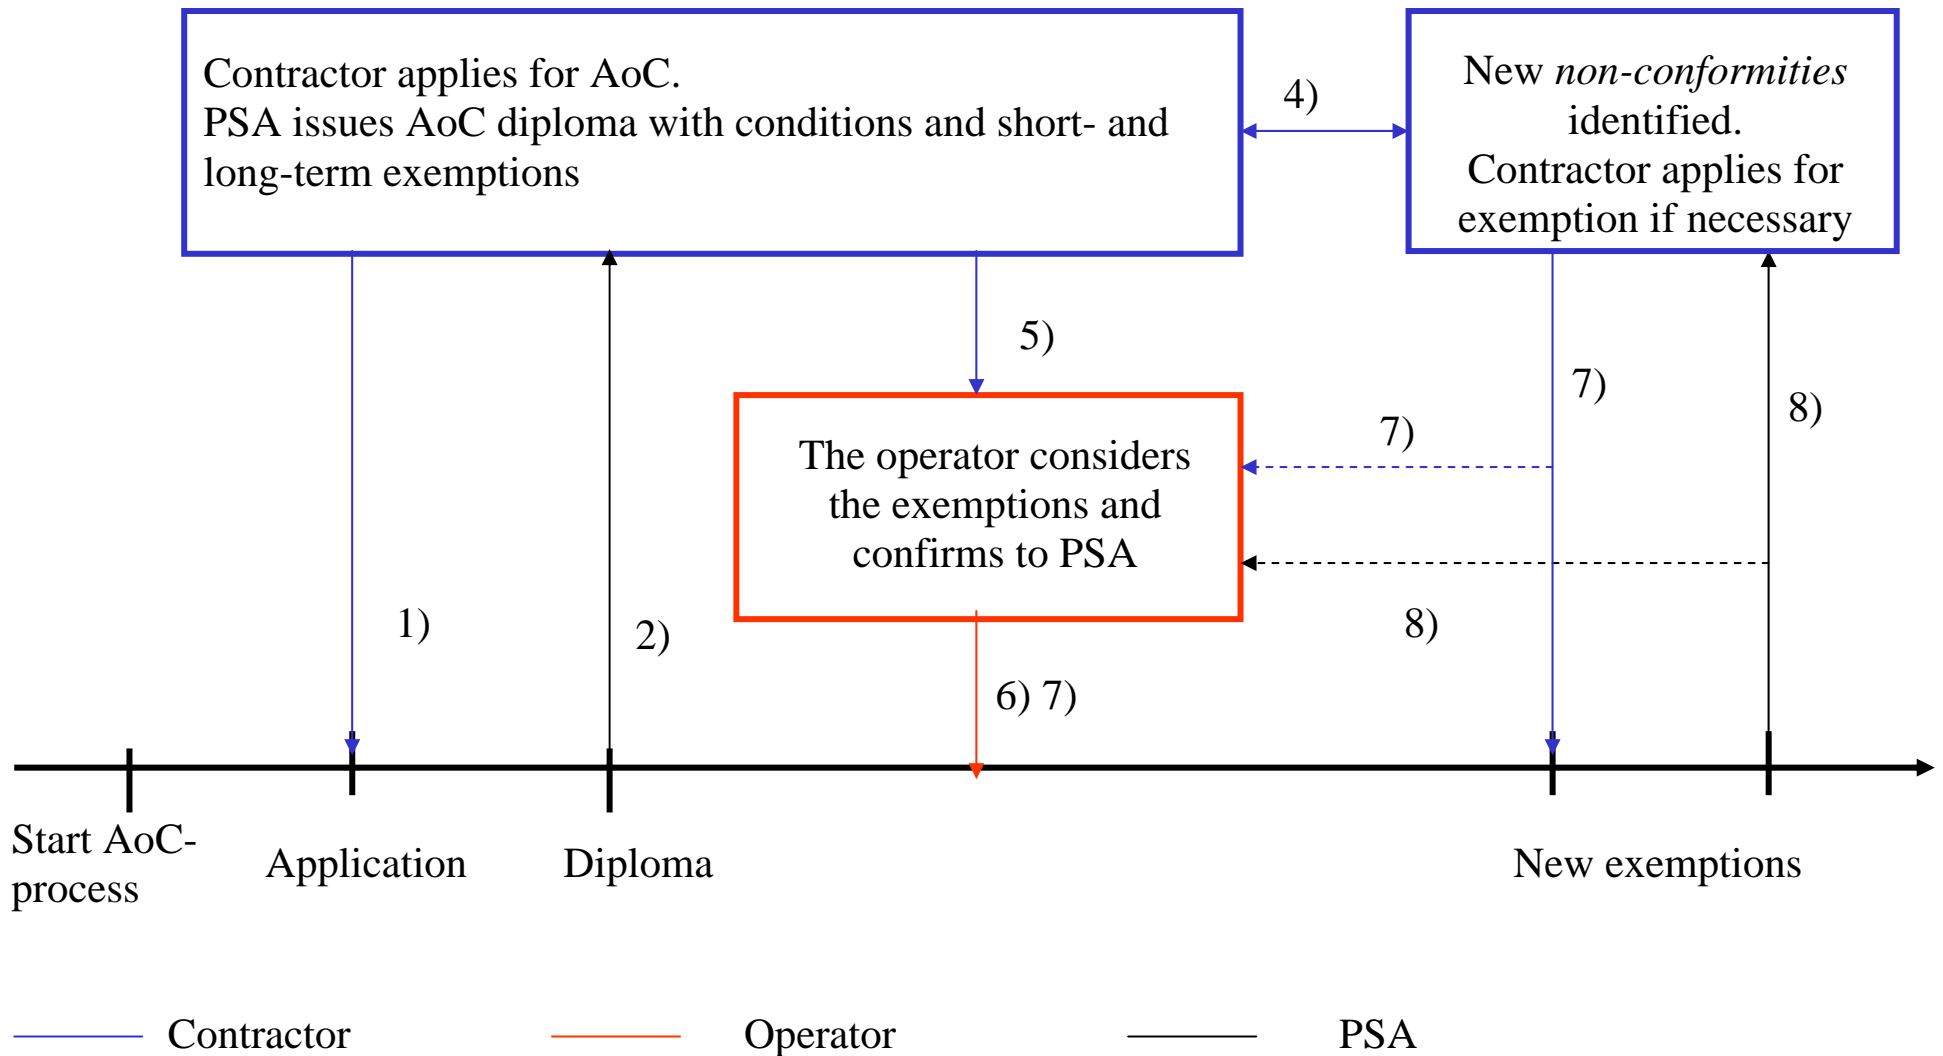 Contractor applies for AoC.
PSA issues AoC diploma with conditions and short- and
long-term exemptions
4)
New non-conformities
identified.
Contractor applies for
exemption if necessary
5)
7)
8)
7)
The operator considers
the exemptions and
confirms to PSA
1)
2)
8)
6) 7)
Start AoC-
process
Application
Diploma
New exemptions
Contractor
Operator
PSA